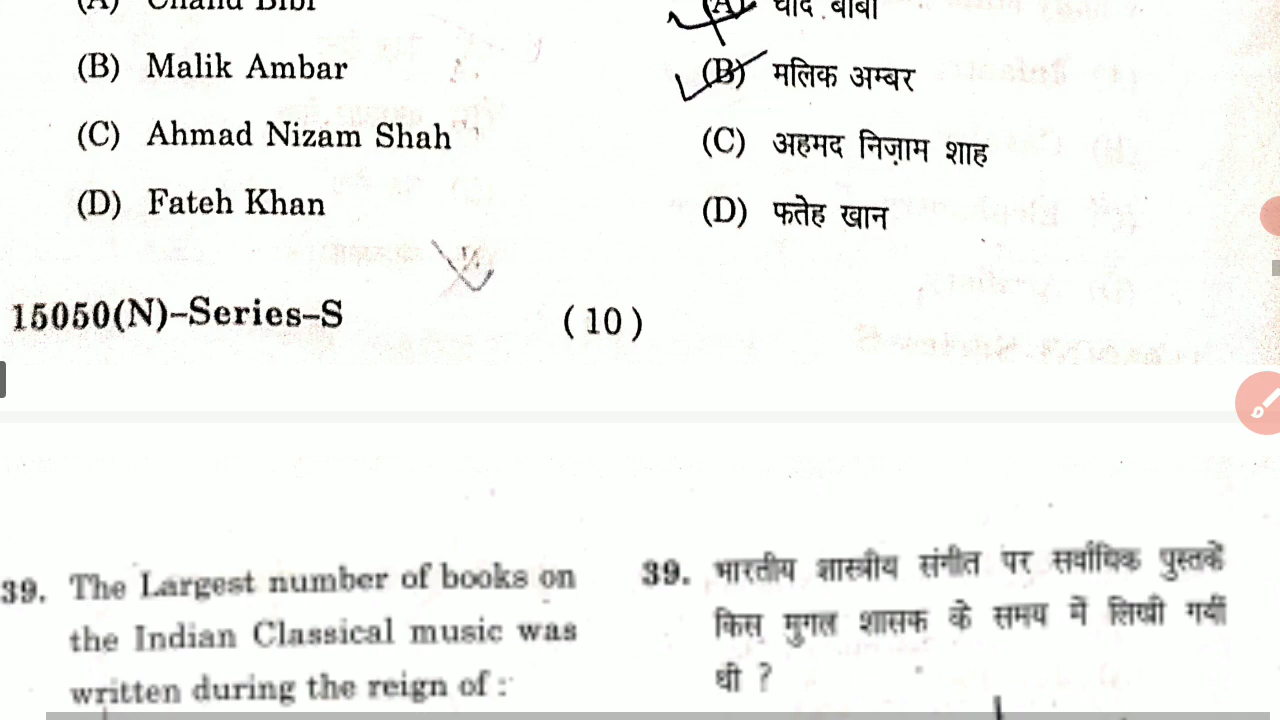 (A) Chand Bibi
(B) Malik Ambar
(C) Ahmad Nizam Shah
(D) Fateh Khan
(A) चाँद बीबी
(B) मलिक अम्बर
(C) अहमद निज़ाम शाह
(D) फतेह खान
15050(N)–Series–S
(10)
39. The Largest number of books on
the Indian Classical music was
written during the reign of :
39. भारतीय शास्त्रीय संगीत पर सर्वाधिक पुस्तकें
किस मुगल शासक के समय में लिखी गयीं
थी ?